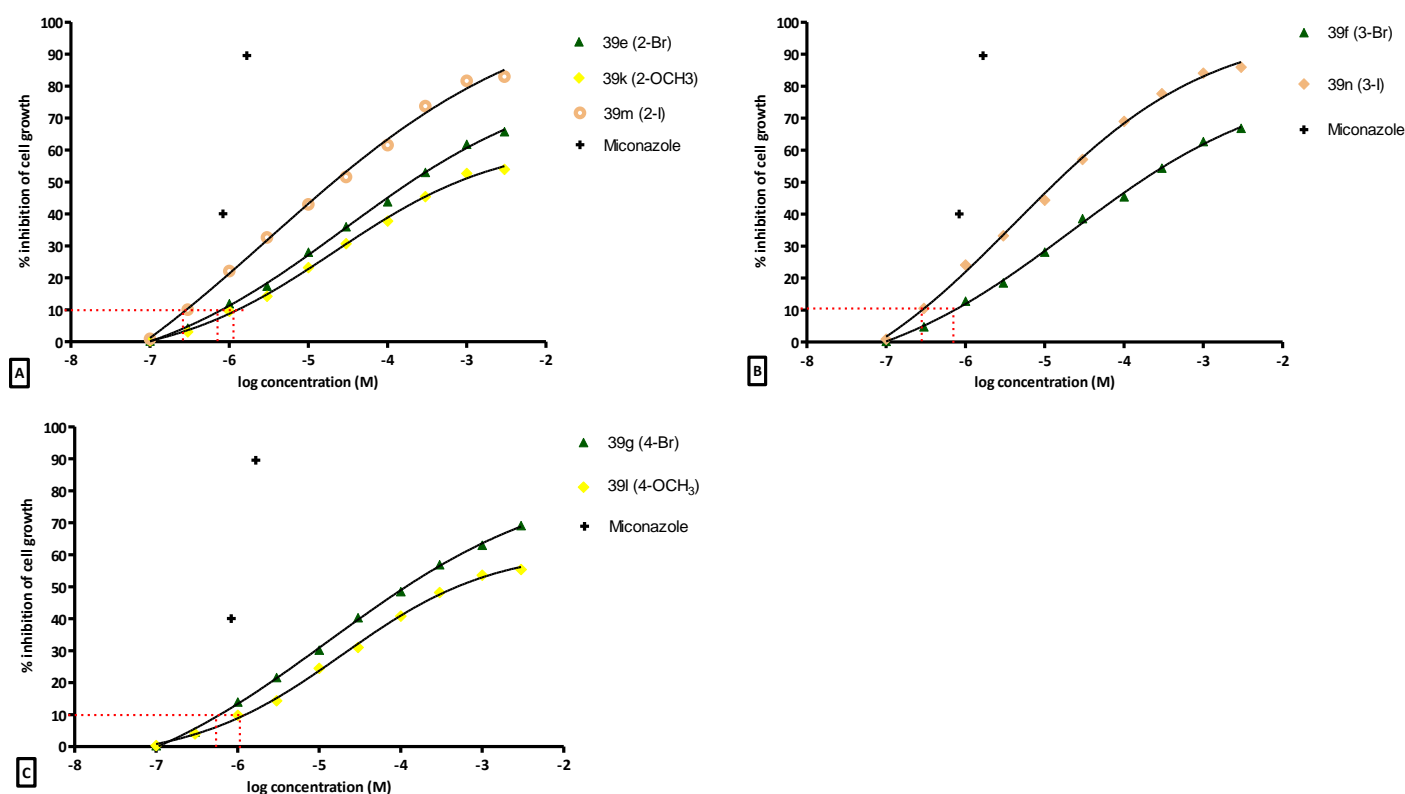 100
90
80
70
60
50
40
30
20
10
0
% inhibition of cell growth
-8
-7
-6
-5
-4
-3
-2
log concentration (M)
39e (2-Br)
39k (2-OCH3)
39m (2-I)
Miconazole
A
100
90
80
70
60
50
40
30
20
10
0
% inhibition of cell growth
-8
-7
-6
-5
-4
-3
-2
log concentration (M)
39f (3-Br)
39n (3-I)
Miconazole
B
100
90
80
70
60
50
40
30
20
10
0
% inhibition of cell growth
-8
-7
-6
-5
-4
-3
-2
log concentration (M)
39g (4-Br)
39l (4-OCH₃)
Miconazole
C